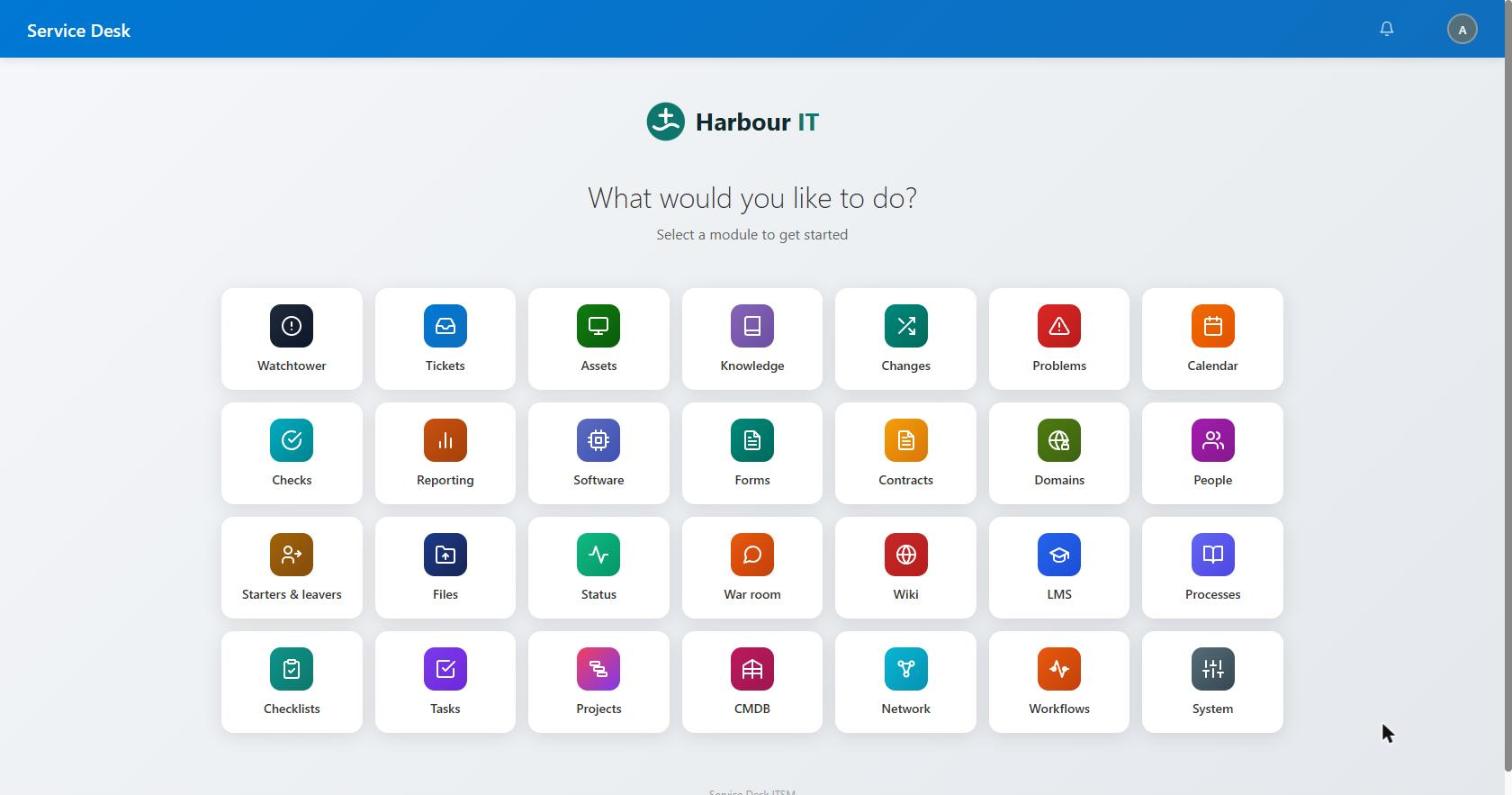 Service Desk
A
Harbour IT
What would you like to do?
Select a module to get started
Watchtower
Tickets
Assets
Knowledge
Changes
Problems
Calendar
Checks
Reporting
Software
Forms
Contracts
Domains
People
Starters & leavers
Files
Status
War room
Wiki
LMS
Processes
Checklists
Tasks
Projects
CMDB
Network
Workflows
System
Service Desk ITSM